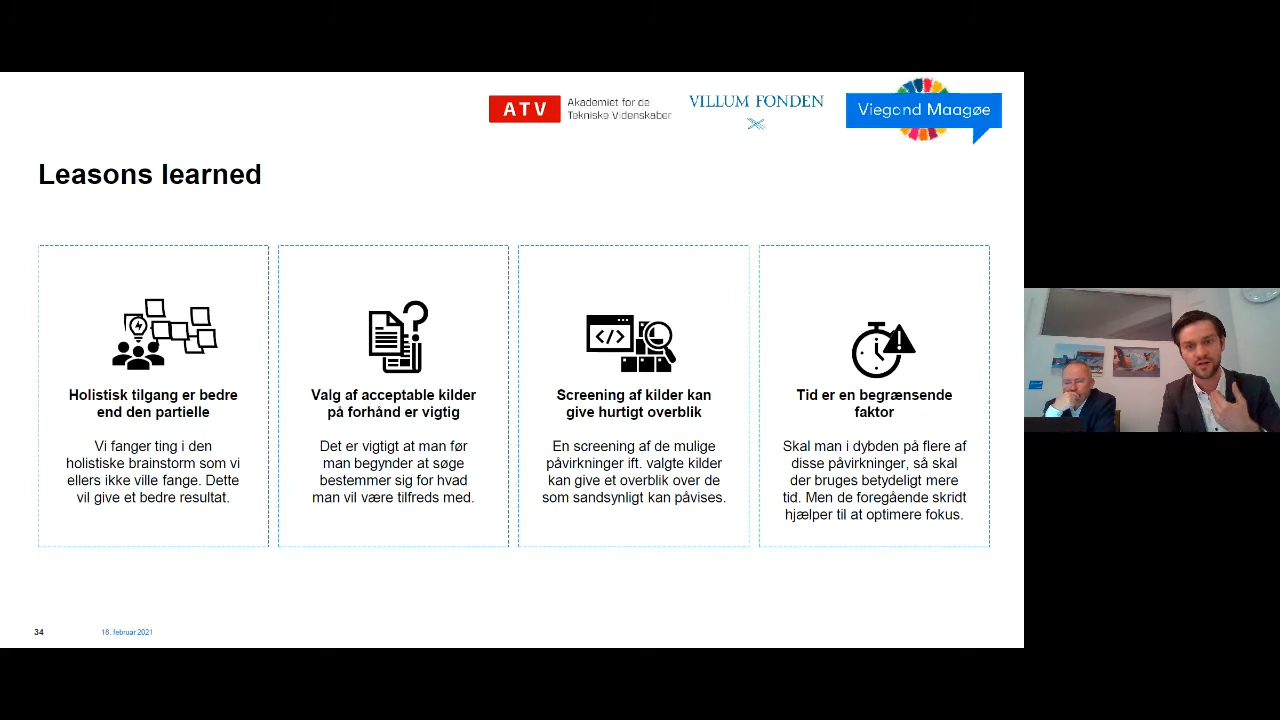 ATV
Akademiet for de
Tekniske Videnskaber
VILLUM FONDEN
Viegand Maagøe
Leasons learned
Holistisk tilgang er bedre
end den partielle
Vi fanger ting i den
holistiske brainstorm som vi
ellers ikke ville fange. Dette
vil give et bedre resultat.
Valg af acceptable kilder
på forhånd er vigtig
Det er vigtigt at man før
man begynder at søge
bestemmer sig for hvad
man vil være tilfreds med.
Screening af kilder kan
give hurtigt overblik
En screening af de mulige
påvirkninger ift. valgte kilder
kan give et overblik over de
som sandsynligt kan påvises.
Tid er en begrænsende
faktor
Skal man i dybden på flere af
disse påvirkninger, så skal
der bruges betydeligt mere
tid. Men de foregående skridt
hjælper til at optimere fokus.
34
18. februar 2021